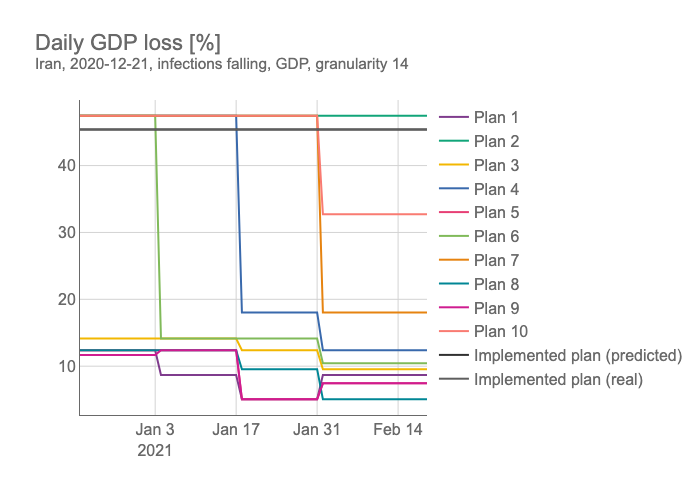 Daily GDP loss [%]
Iran, 2020-12-21, infections falling, GDP, granularity 14
40
30
20
10
Jan 3
2021
Jan 17
Jan 31
Feb 14
Plan 1
Plan 2
Plan 3
Plan 4
Plan 5
Plan 6
Plan 7
Plan 8
Plan 9
Plan 10
Implemented plan (predicted)
Implemented plan (real)